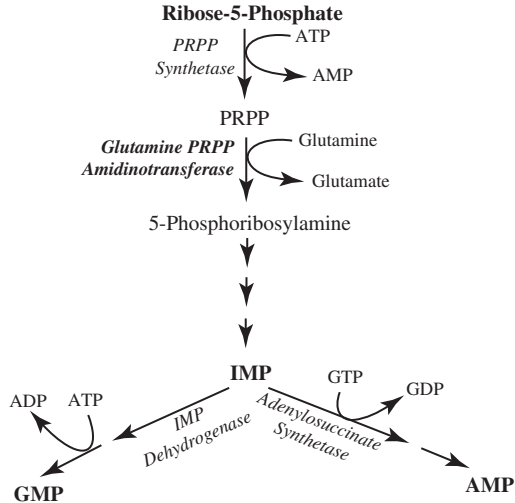 Ribose-5-Phosphate
PRPP
Synthetase
ATP
AMP
PRPP
Glutamine PRPP
Amidinotransferase
Glutamine
Glutamate
5-Phosphoribosylamine
IMP
ADP
ATP
IMP
Dehydrogenase
GTP
GDP
Adenylosuccinate
Synthetase
GMP
AMP